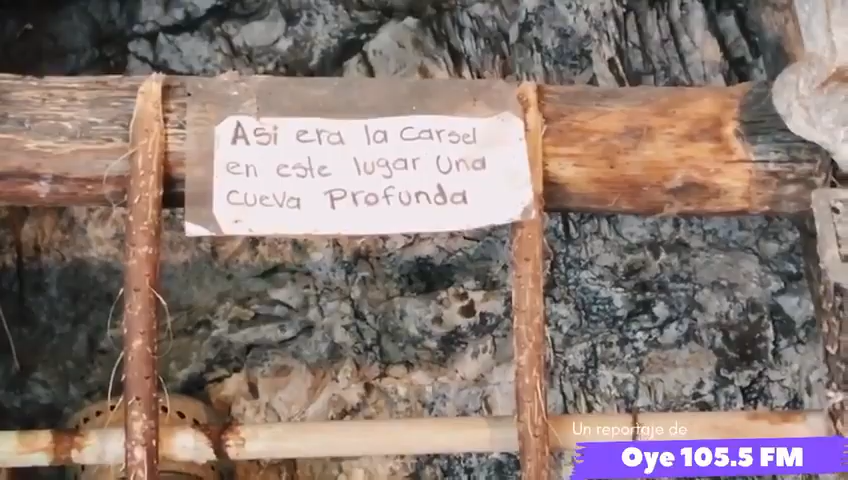 Asi era la carsel
en este lugar una
cueva Profunda
Un reportaje de
Oye 105.5 FM